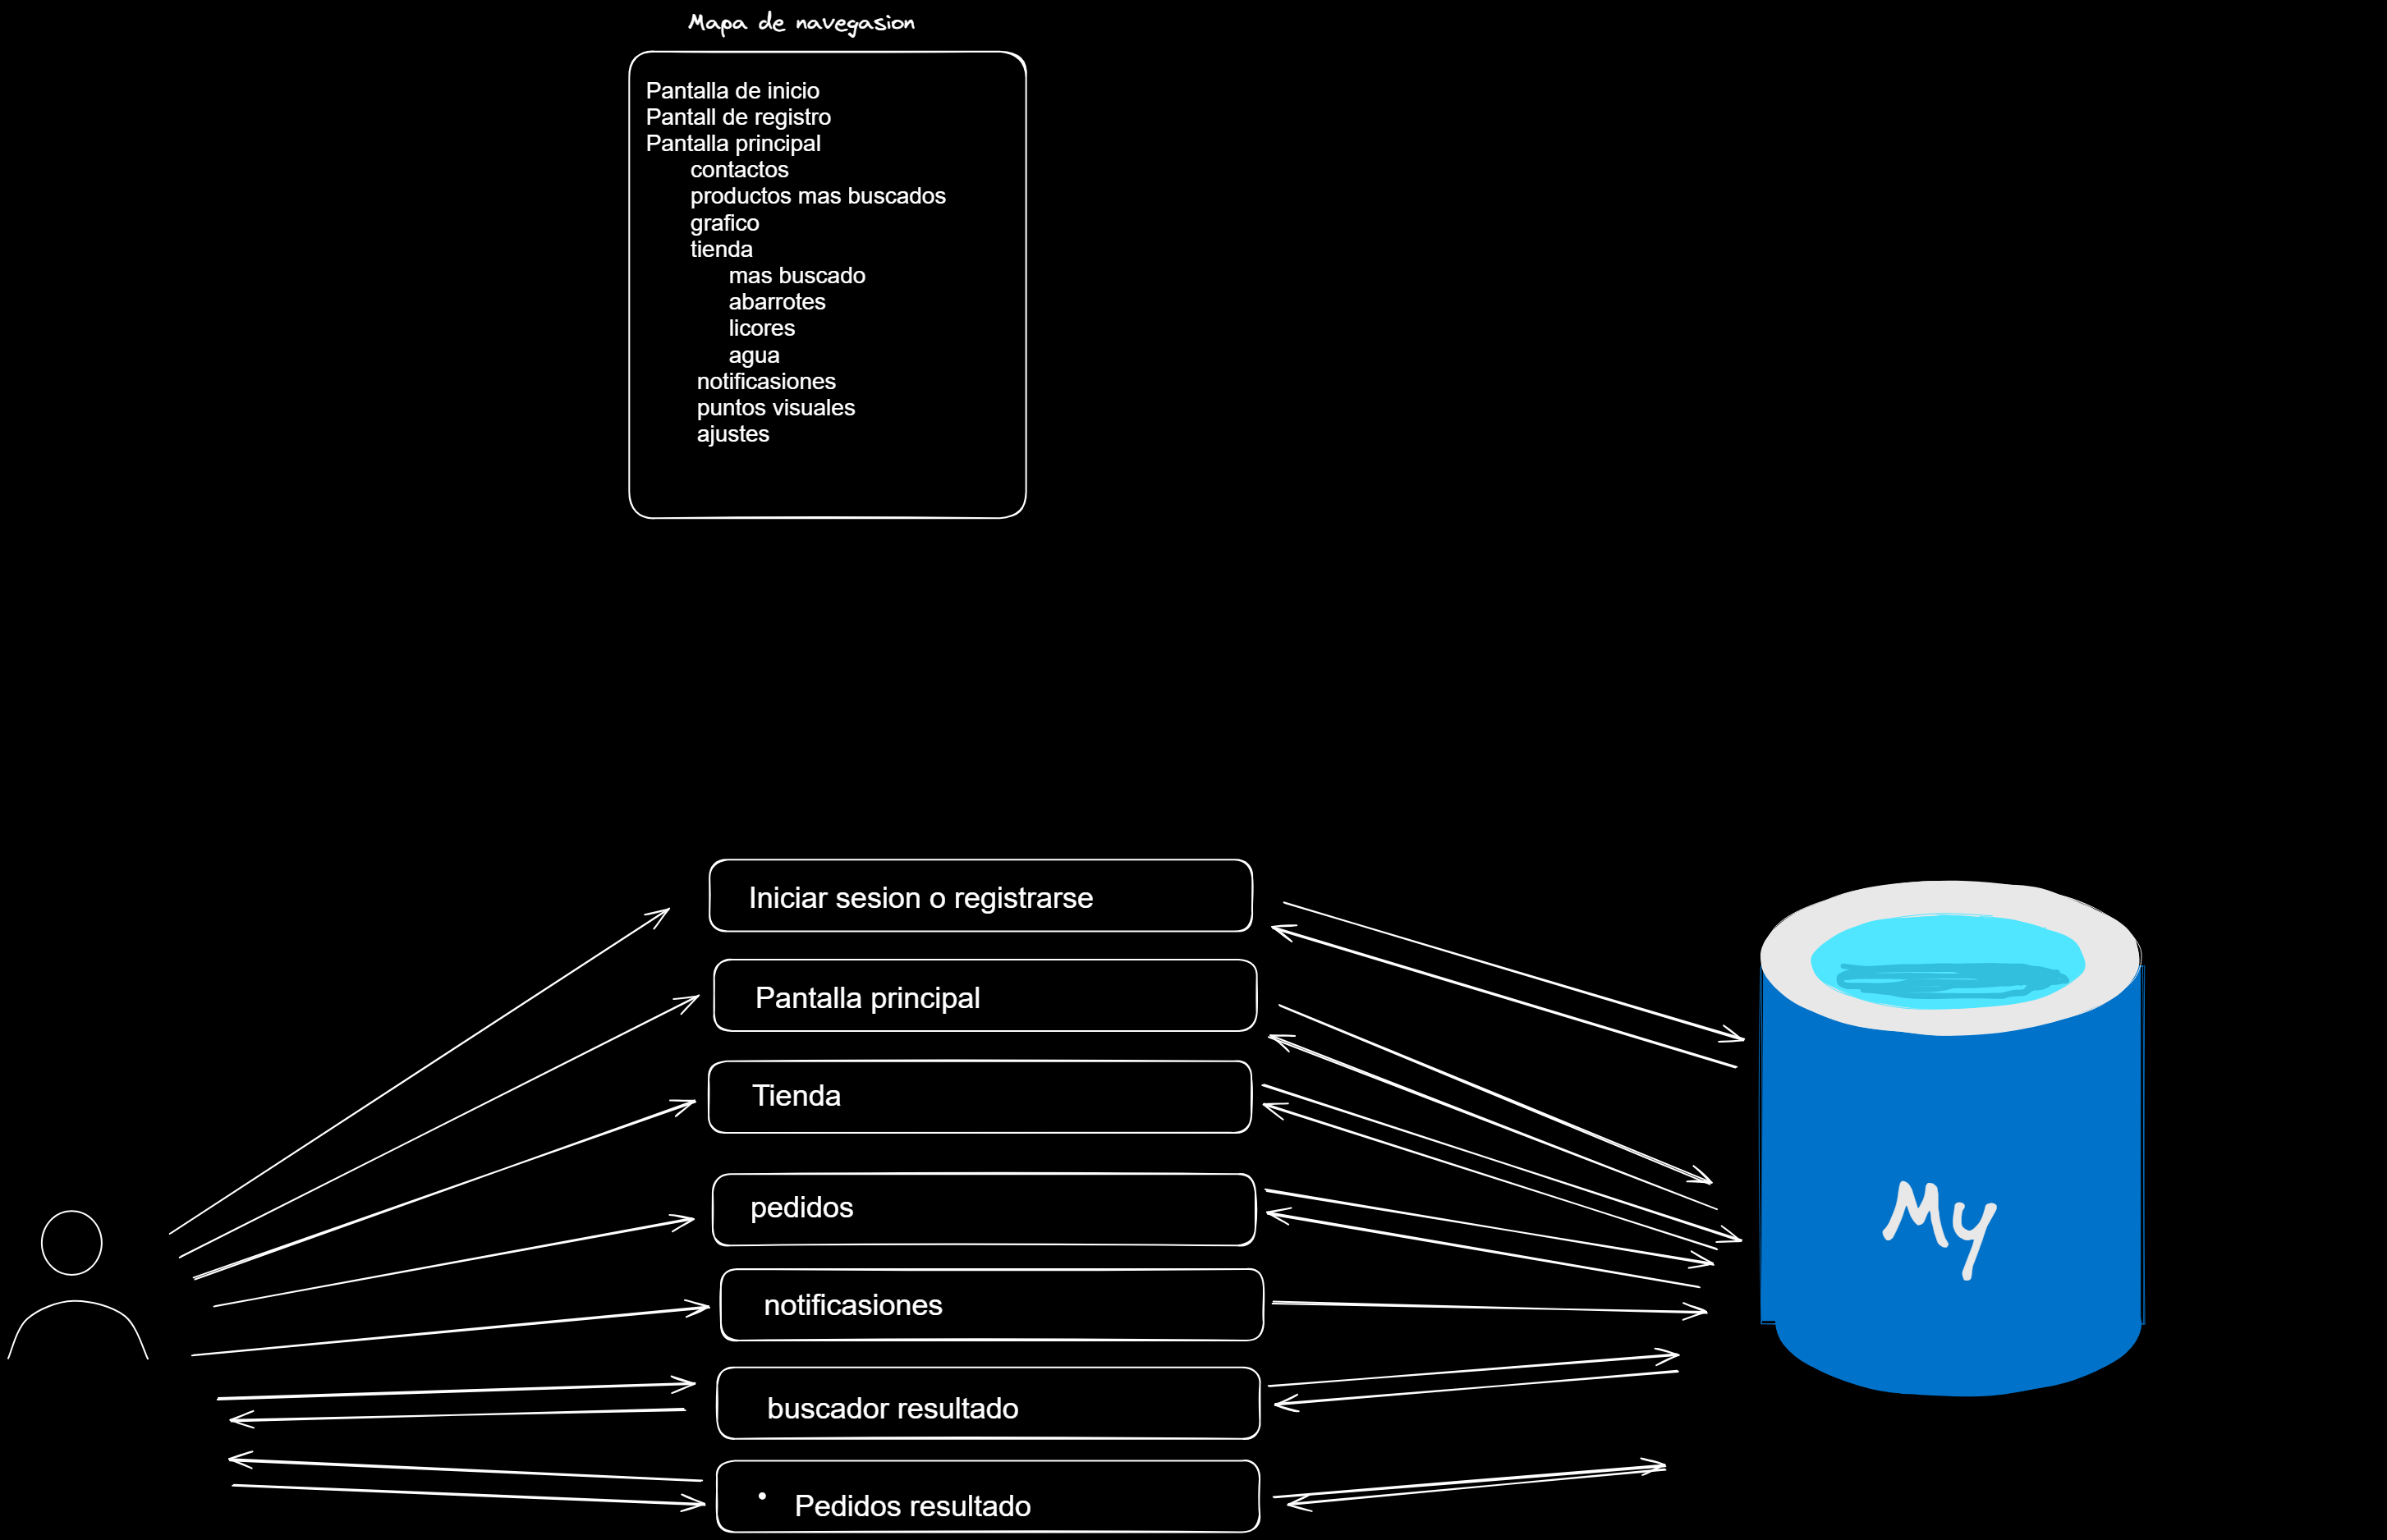 Mapa de navegasion
Pantalla de inicio
Pantall de registro
Pantalla principal
contactos
productos mas buscados
grafico
tienda
mas buscado
abarrotes
licores
agua
notificasiones
puntos visuales
ajustes
Iniciar sesion o registrarse
Pantalla principal
Tienda
pedidos
My
notificasiones
buscador resultado
• Pedidos resultado